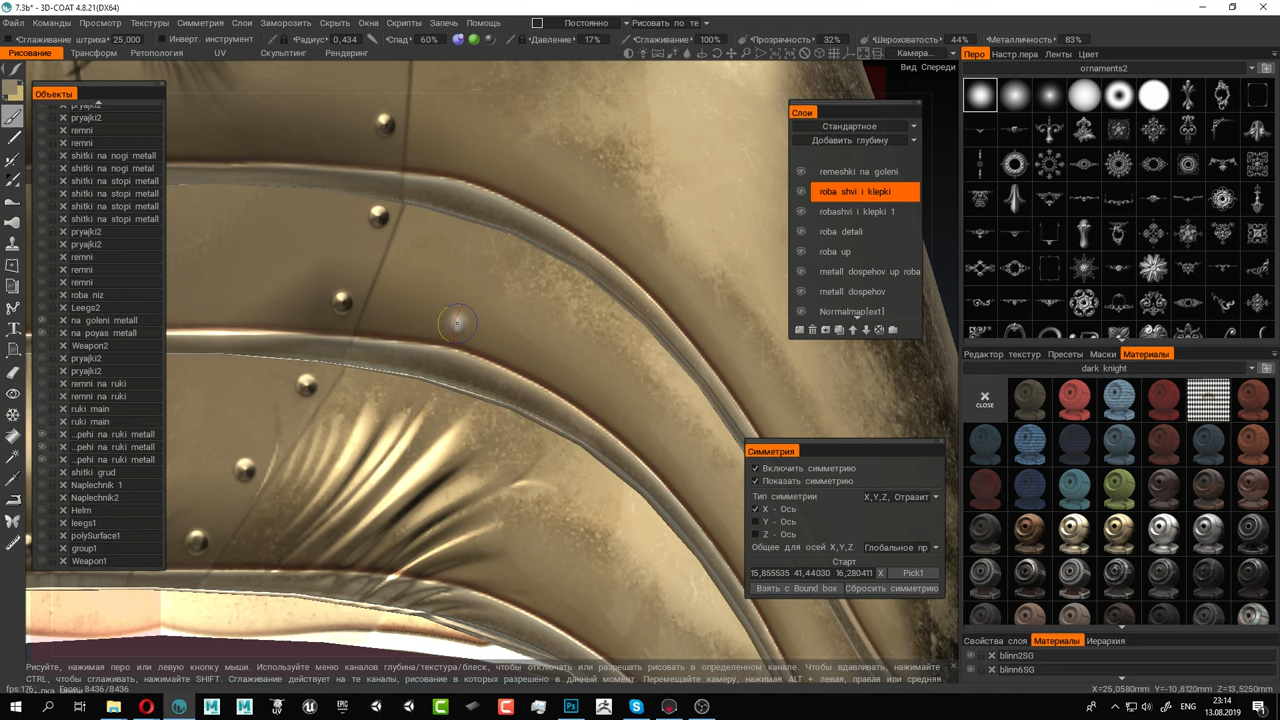 7.3b* - 3D-COAT 4.8.21(DX64)
Файл Команды Просмотр Текстуры Симметрия Слои Заморозить Скрыть Окна Скрипты Запечь Помощь Постоянно Рисовать по те
Сглаживание штриха 25,000 Инверт. инструмент Радиус 0,434 Спад 60% Давление 17% Сглаживание 100% Прозрачность 32% Шероховатость 44% Металличность 83%
Рисование Трансформ Ретопология UV Скульптинг Рендеринг Камера...
Вид Спереди
Перо Настр.пера Ленты Цвет
ornaments2
Объекты
pryajki2
pryajki2
remni
remni
shitki na nogi metall
shitki na nogi metal
shitki na stopi metall
shitki na stopi metall
shitki na stopi metall
shitki na stopi metall
pryajki2
pryajki2
remni
remni
remni
roba niz
Leegs2
na goleni metall
na poyas metall
Weapon2
pryajki2
pryajki2
remni na ruki
remni na ruki
ruki main
ruki main
...pehi na ruki metall
...pehi na ruki metall
...pehi na ruki metall
shitki grud
Naplechnik 1
Naplechnik2
Helm
leegs1
polySurface1
group1
Weapon1
Слои
Стандартное
Добавить глубину
remeshki na goleni
roba shvi i klepki
robashvi i klepki 1
roba detali
roba up
metall dospehov up roba
metall dospehov
Normalmap[ext]
Симметрия
Включить симметрию
Показать симметрию
Тип симметрии X,Y,Z, Отразит
X - Ось
Y - Ось
Z - Ось
Общее для осей X,Y,Z Глобальное пр
Старт
15,855535 41,44030 16,280411 X Pick1
Взять с Bound box Сбросить симметрию
Редактор текстур Пресеты Маски Материалы
dark knight
CLOSE
Свойства слоя Материалы Иерархия
blinn2SG
blinn6SG
Рисуйте, нажимая перо или левую кнопку мыши. Используйте меню каналов глубина/текстура/блеск, чтобы отключить или разрешать рисовать в определенном канале. Чтобы вдавливать, нажимайте
CTRL, чтобы сглаживать, нажимайте SHIFT. Сглаживание действует на те каналы, рисование в которых разрешено в данный момент. Перемещайте камеру, нажимая ALT + левая, правая или средняя
fps:176
8436/8436
X=25,0580mm Y=-10,8120mm Z=13,5250mm
UV
EPIC
ENG
23:14
13.08.2019